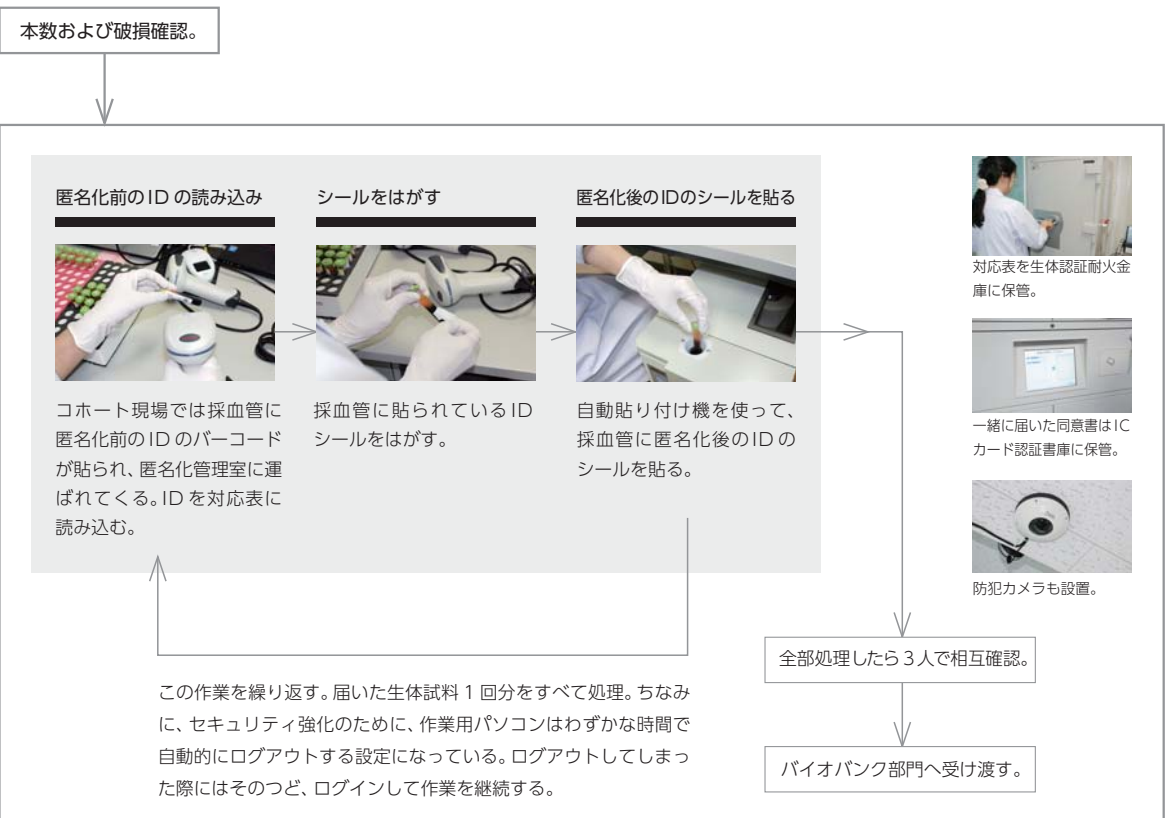 本数および破損確認。
匿名化前のIDの読み込み
コホート現場では採血管に
匿名化前のIDのバーコード
が貼られ、匿名化管理室に運
ばれてくる。IDを対応表に
読み込む。
シールをはがす
採血管に貼られているID
シールをはがす。
匿名化後のIDのシールを貼る
自動貼り付け機を使って、
採血管に匿名化後のIDの
シールを貼る。
この作業を繰り返す。届いた生体試料1回分をすべて処理。ちなみ
に、セキュリティ強化のために、作業用パソコンはわずかな時間で
自動的にログアウトする設定になっている。ログアウトしてしまっ
た際にはそのつど、ログインして作業を継続する。
対応表を生体認証耐火金
庫に保管。
一緒に届いた同意書はIC
カード認証書庫に保管。
防犯カメラも設置。
全部処理したら3人で相互確認。
バイオバンク部門へ受け渡す。